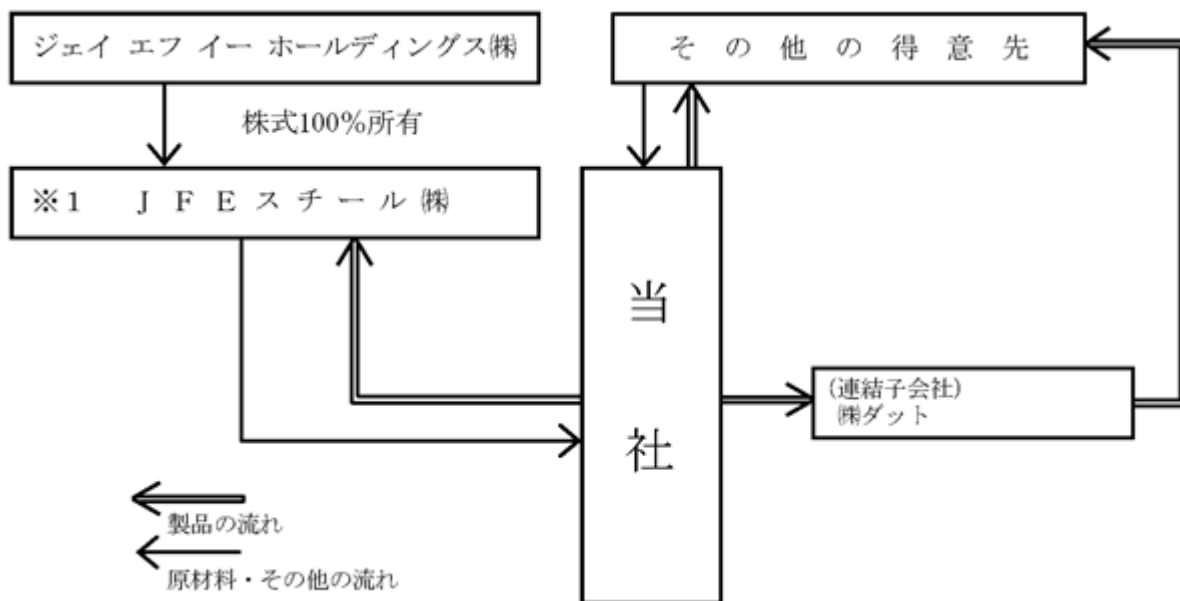 ジェイ エフ イー ホールディングス㈱
そ の 他 の 得 意 先
株式100%所有
※1 J F E ス チ ー ル ㈱
当
社
(連結子会社)
㈱ダット
製品の流れ
原材料・その他の流れ